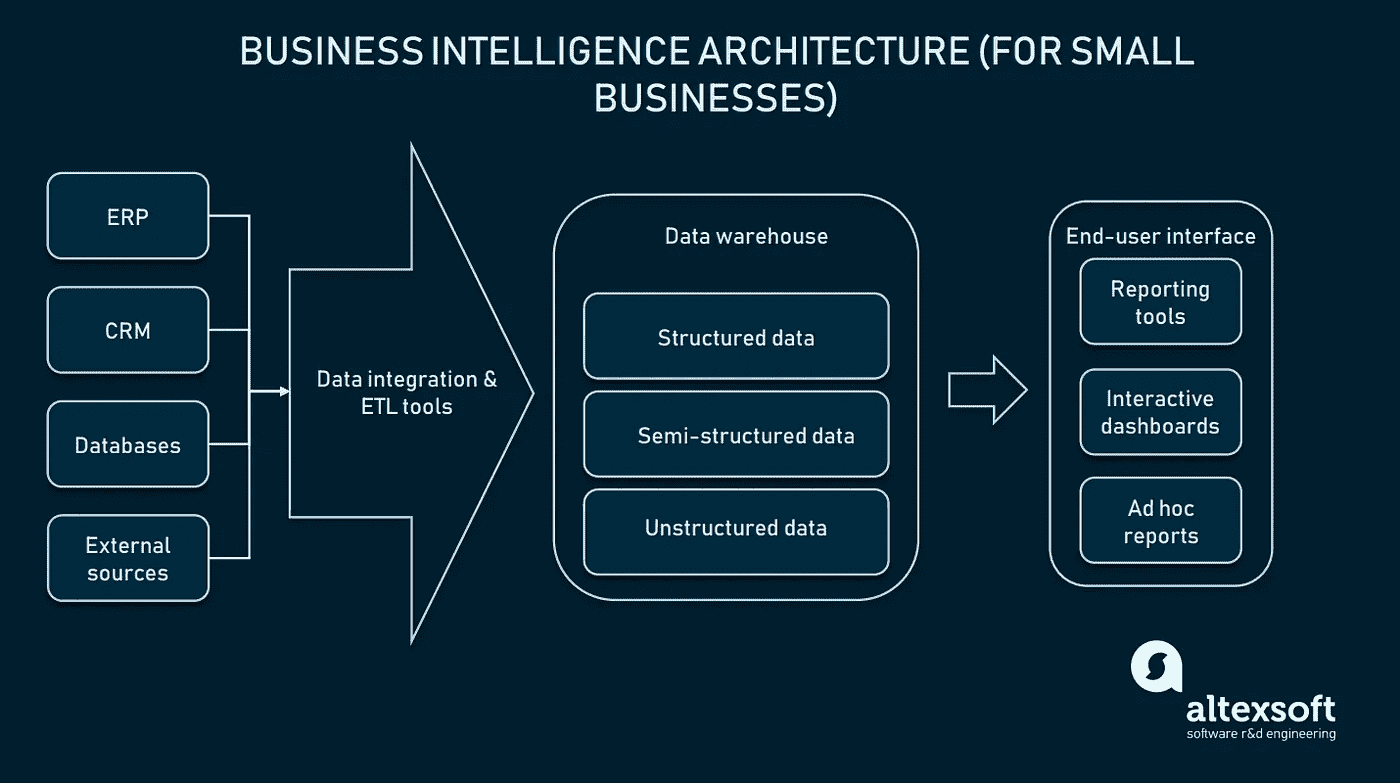 BUSINESS INTELLIGENCE ARCHITECTURE (FOR SMALL
BUSINESSES)
ERP
CRM
Databases
External
sources
Data integration &
ETL tools
Data warehouse
Structured data
Semi-structured data
Unstructured data
End-user interface
Reporting
tools
Interactive
dashboards
Ad hoc
reports
altexsoft
software r&d engineering